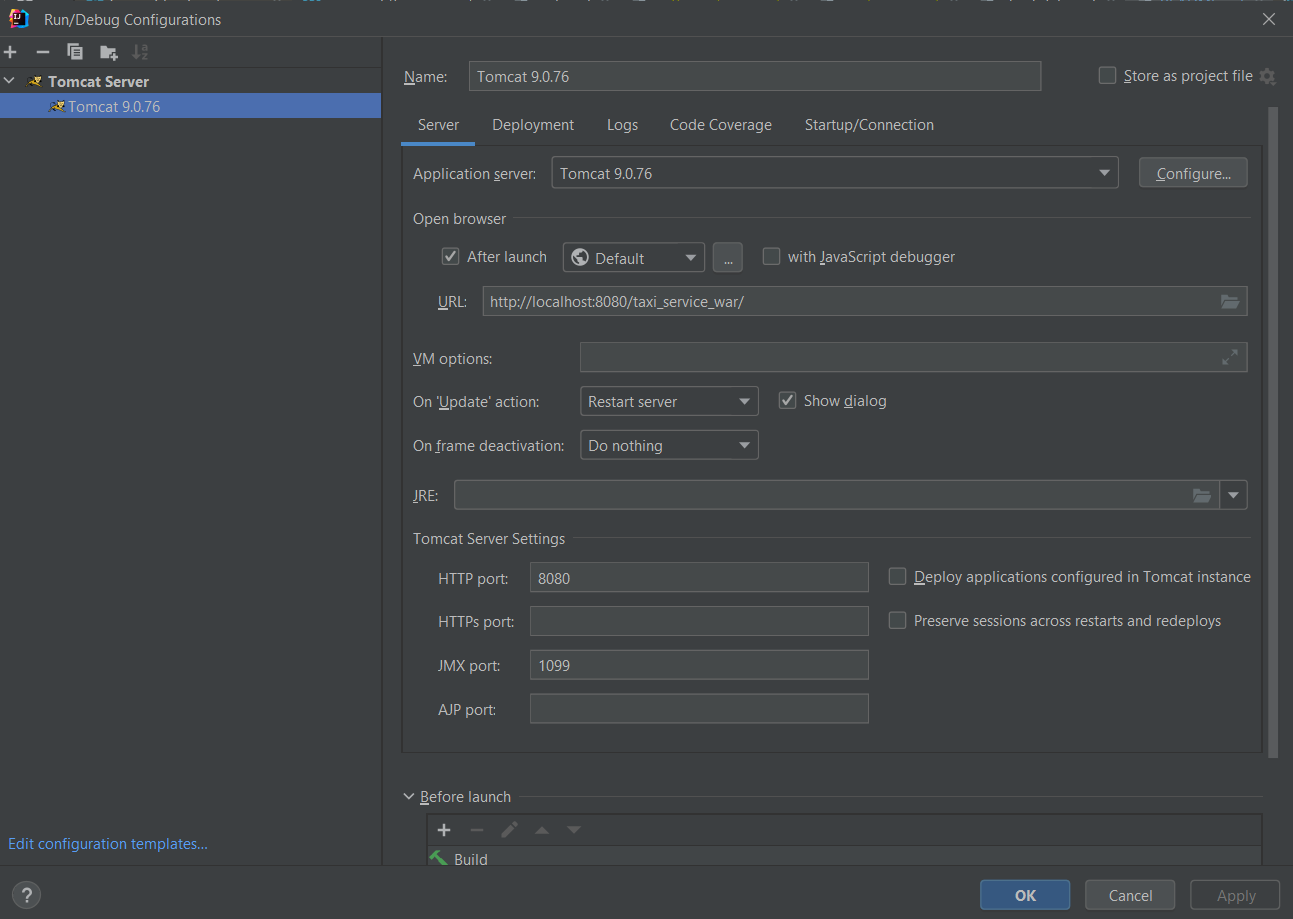 Run/Debug Configurations
Tomcat Server
Tomcat 9.0.76
Edit configuration templates...
Name: Tomcat 9.0.76 Store as project file
Server Deployment Logs Code Coverage Startup/Connection
Application server: Tomcat 9.0.76 Configure...
Open browser
After launch Default ... with JavaScript debugger
URL: http://localhost:8080/taxi_service_war/
VM options:
On 'Update' action: Restart server Show dialog
On frame deactivation: Do nothing
JRE:
Tomcat Server Settings
HTTP port: 8080 Deploy applications configured in Tomcat instance
HTTPs port: Preserve sessions across restarts and redeploys
JMX port: 1099
AJP port:
Before launch
Build
? OK Cancel Apply